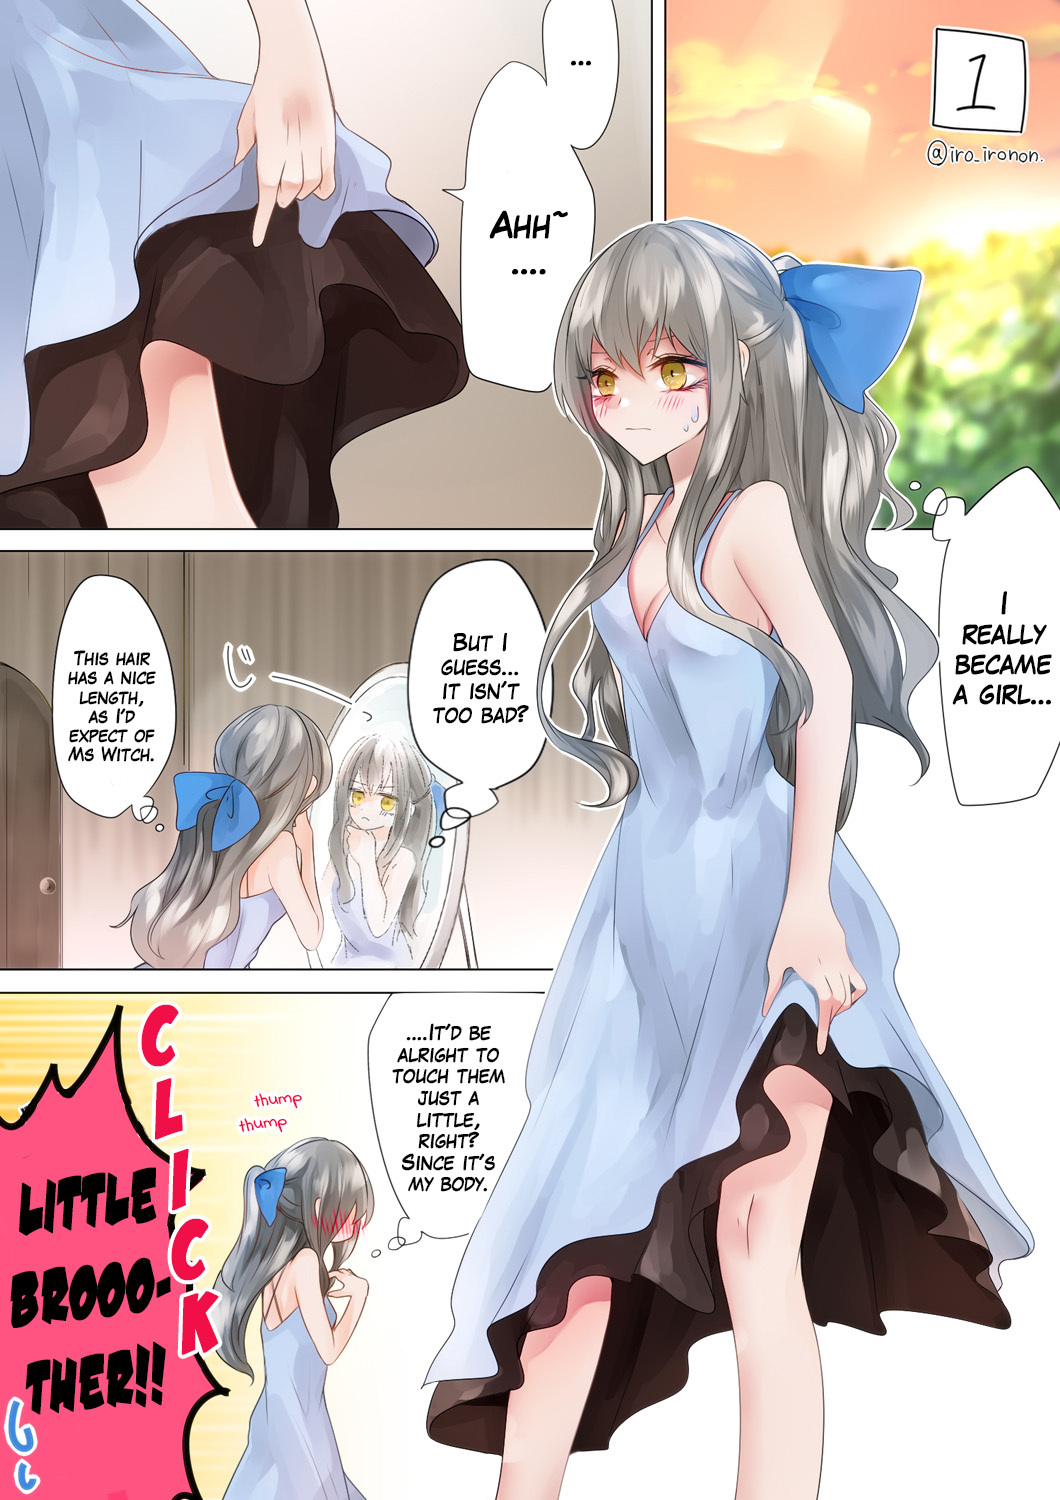 1
@iro_ironon.
...
AHH~
....
I
REALLY
BECAME
A GIRL...
BUT I
GUESS...
IT ISN'T
TOO BAD?
じー
THIS HAIR
HAS A NICE
LENGTH,
AS I'D
EXPECT OF
MS WITCH.
....IT'D BE
ALRIGHT TO
TOUCH THEM
JUST A
LITTLE,
RIGHT?
SINCE IT'S
MY BODY.
thump
thump
CLICK
LITTLE
BROOO-
THER!!